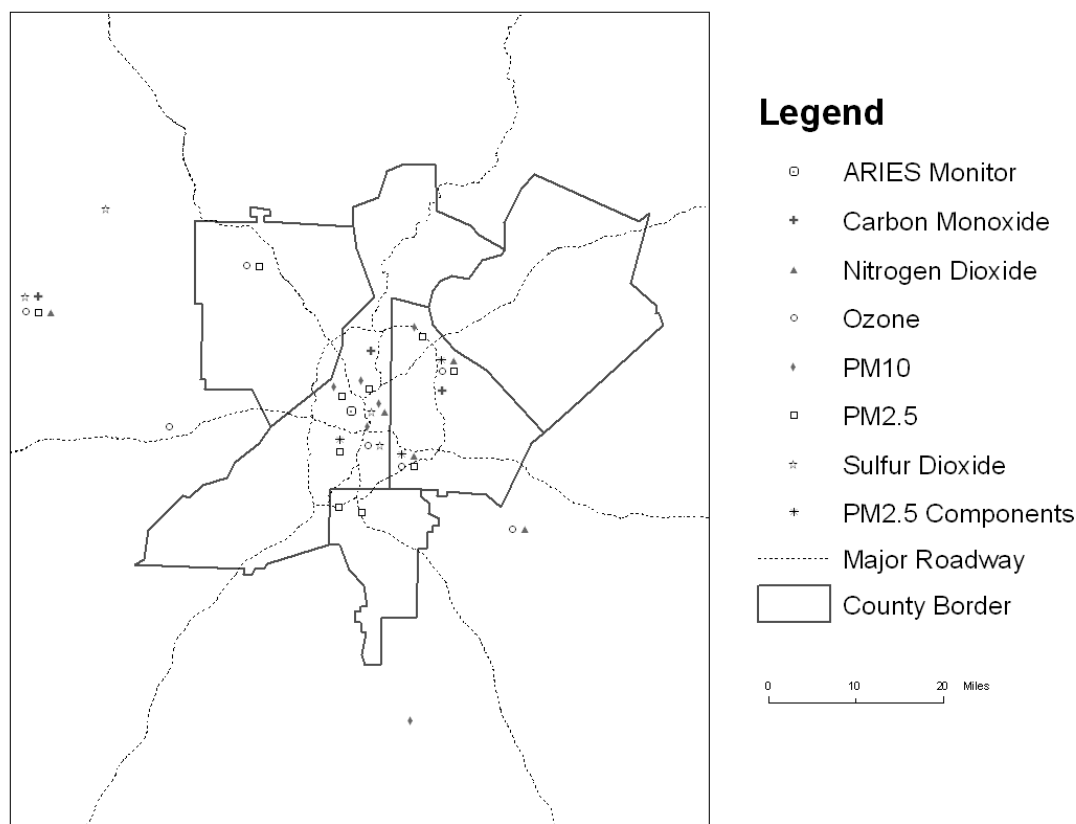 Legend
ARIES Monitor
Carbon Monoxide
Nitrogen Dioxide
Ozone
PM10
PM2.5
Sulfur Dioxide
PM2.5 Components
Major Roadway
County Border
0 10 20 Miles